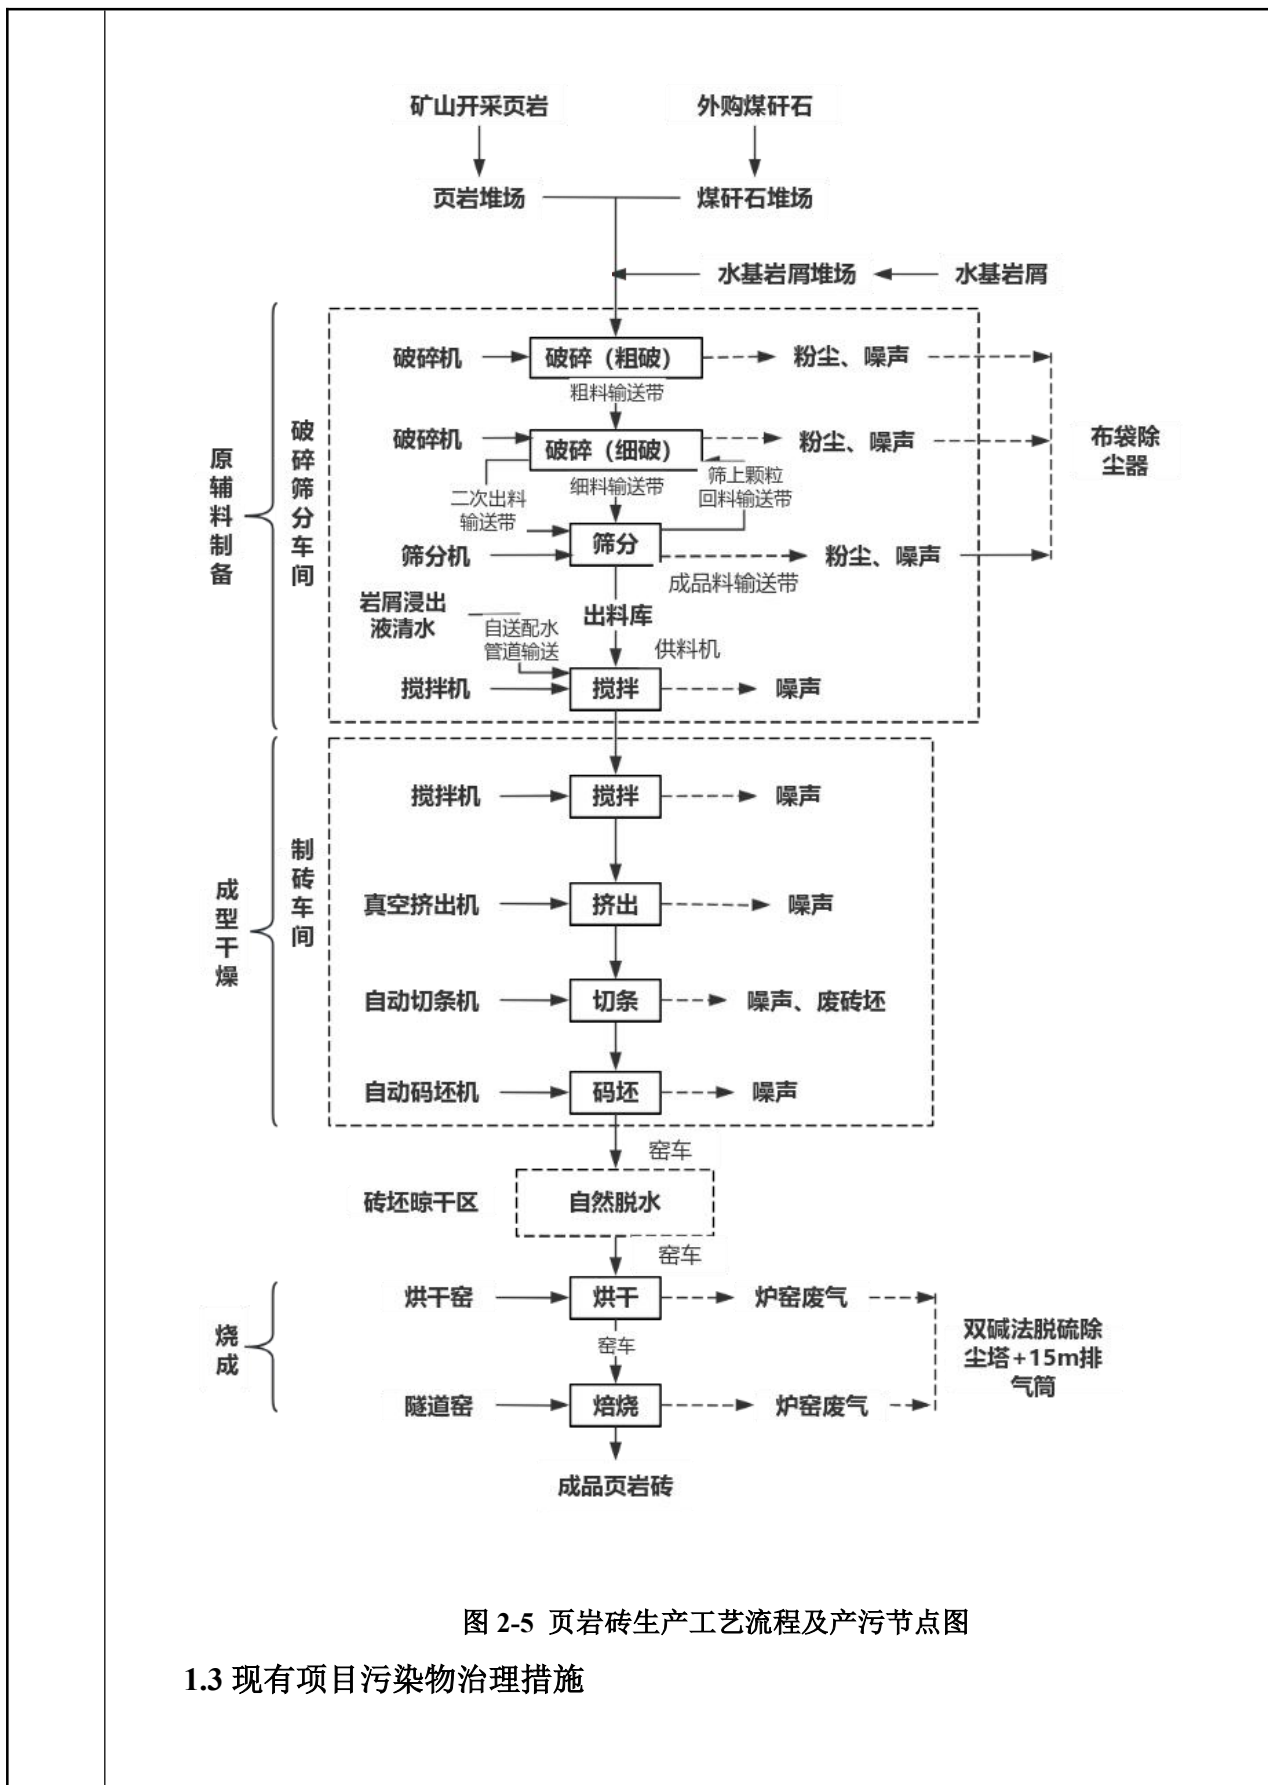 矿山开采页岩
外购煤矸石
页岩堆场
煤矸石堆场
水基岩屑堆场
水基岩屑
原辅料制备
破碎筛分车间
破碎机
破碎（粗破）
粉尘、噪声
粗料输送带
破碎机
破碎（细破）
粉尘、噪声
布袋除
尘器
二次出料
输送带
细料输送带
筛上颗粒
回料输送带
筛分机
筛分
粉尘、噪声
成品料输送带
岩屑浸出
液清水
自送配水
管道输送
出料库
供料机
搅拌机
搅拌
噪声
成型干燥
制砖车间
搅拌机
搅拌
噪声
真空挤出机
挤出
噪声
自动切条机
切条
噪声、废砖坯
自动码坯机
码坯
噪声
窑车
砖坯晾干区
自然脱水
窑车
烧成
烘干窑
烘干
炉窑废气
双碱法脱硫除
尘塔+15m排
气筒
窑车
隧道窑
焙烧
炉窑废气
成品页岩砖
图 2-5 页岩砖生产工艺流程及产污节点图
1.3 现有项目污染物治理措施